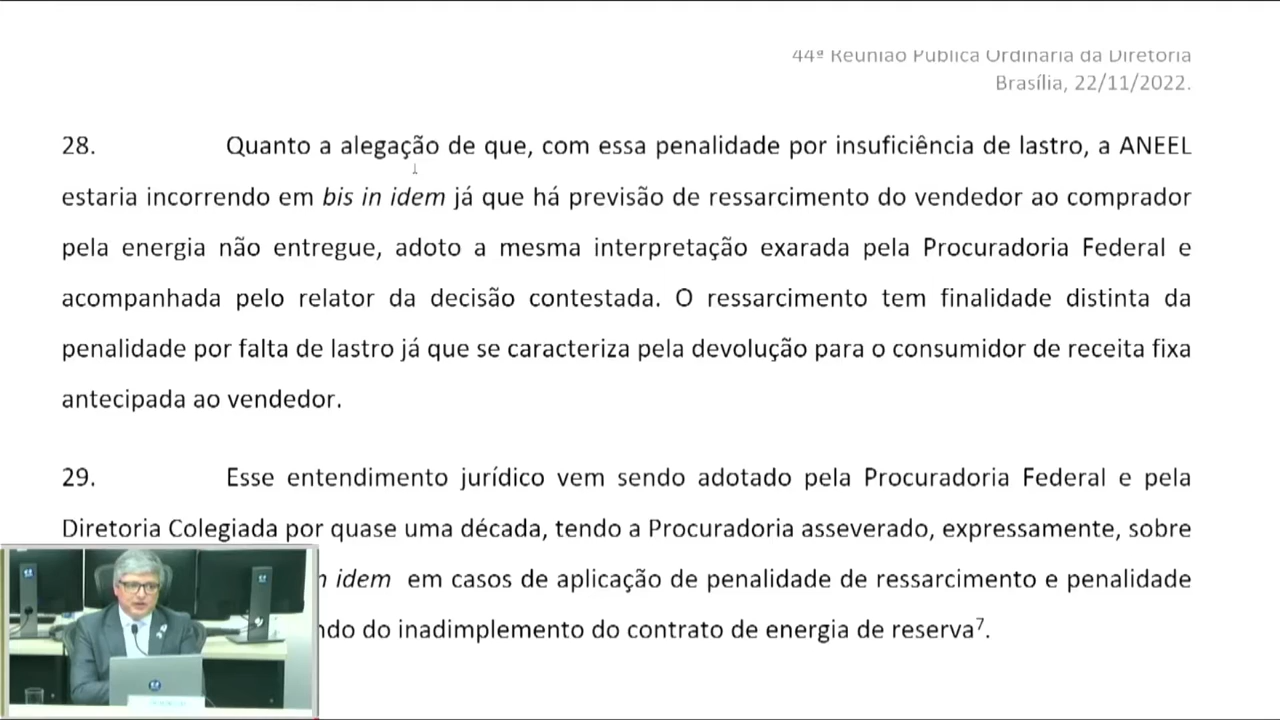 44ª Reunião Pública Ordinária da Diretoria
Brasília, 22/11/2022.
28. Quanto a alegação de que, com essa penalidade por insuficiência de lastro, a ANEEL
estaria incorrendo em bis in idem já que há previsão de ressarcimento do vendedor ao comprador
pela energia não entregue, adoto a mesma interpretação exarada pela Procuradoria Federal e
acompanhada pelo relator da decisão contestada. O ressarcimento tem finalidade distinta da
penalidade por falta de lastro já que se caracteriza pela devolução para o consumidor de receita fixa
antecipada ao vendedor.
29. Esse entendimento jurídico vem sendo adotado pela Procuradoria Federal e pela
Diretoria Colegiada por quase uma década, tendo a Procuradoria asseverado, expressamente, sobre
idem em casos de aplicação de penalidade de ressarcimento e penalidade
do inadimplemento do contrato de energia de reserva⁷.